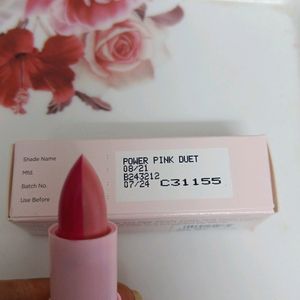 Shade Name POWER PINK DUET
Mfd. 08/21
Batch No. B243212
Use Before 07/24 C31155